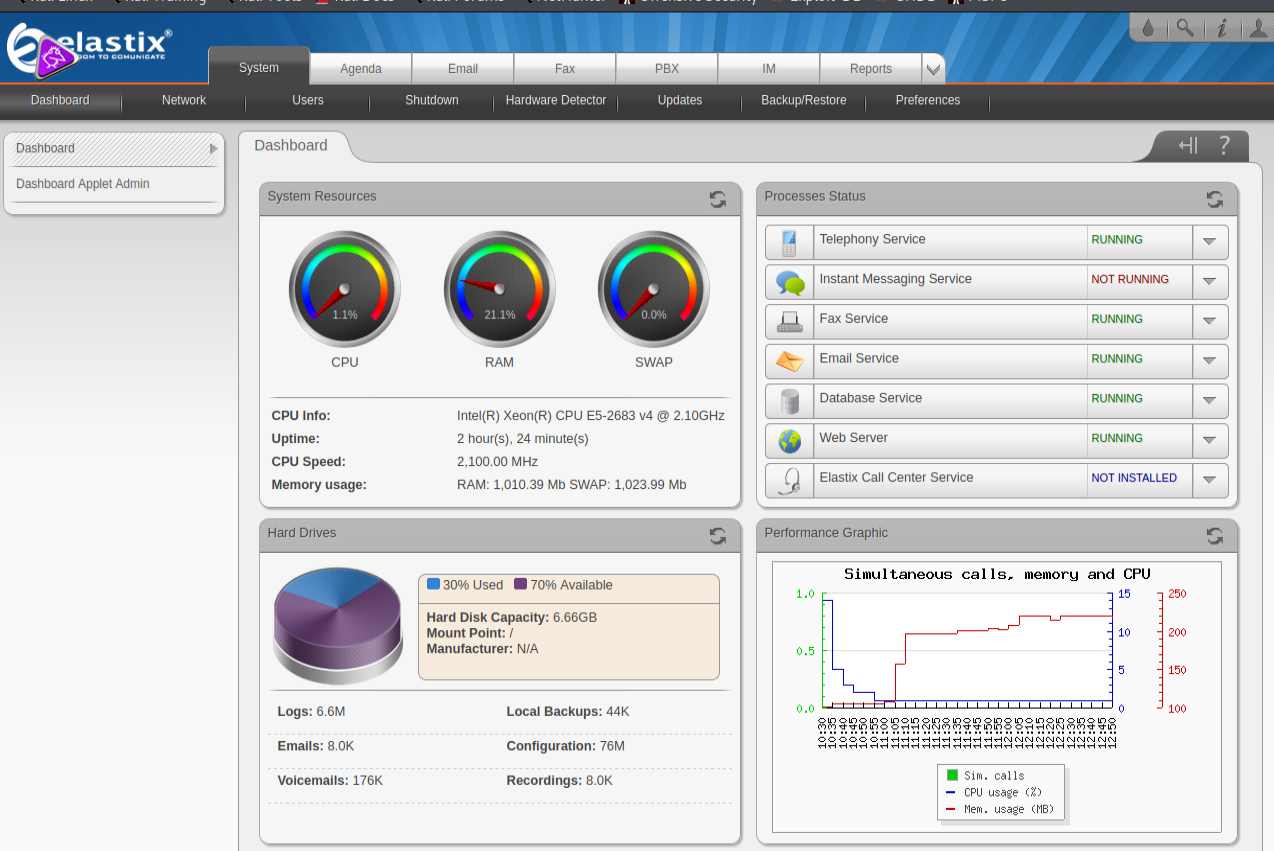 elastix®
System
Agenda
Email
Fax
PBX
IM
Reports
Dashboard
Network
Users
Shutdown
Hardware Detector
Updates
Backup/Restore
Preferences
Dashboard
Dashboard Applet Admin
Dashboard
?
System Resources
1.1%
21.1%
0.0%
CPU
RAM
SWAP
CPU Info: Intel(R) Xeon(R) CPU E5-2683 v4 @ 2.10GHz
Uptime: 2 hour(s), 24 minute(s)
CPU Speed: 2,100.00 MHz
Memory usage: RAM: 1,010.39 Mb SWAP: 1,023.99 Mb
Processes Status
Telephony Service RUNNING
Instant Messaging Service NOT RUNNING
Fax Service RUNNING
Email Service RUNNING
Database Service RUNNING
Web Server RUNNING
Elastix Call Center Service NOT INSTALLED
Hard Drives
30% Used 70% Available
Hard Disk Capacity: 6.66GB
Mount Point: /
Manufacturer: N/A
Logs: 6.6M Local Backups: 44K
Emails: 8.0K Configuration: 76M
Voicemails: 176K Recordings: 8.0K
Performance Graphic
Simultaneous calls, memory and CPU
1.0 15 250
10 200
0.5
5 150
0.0 0 100
10:30 10:35 10:40 10:45 10:50 10:55 11:00 11:05 11:10 11:15 11:20 11:25 11:30 11:35 11:40 11:45 11:50 11:55 12:00 12:05 12:10 12:15 12:20 12:25 12:30 12:35 12:40 12:45 12:50
Sim. calls
CPU usage (%)
Mem. usage (MB)